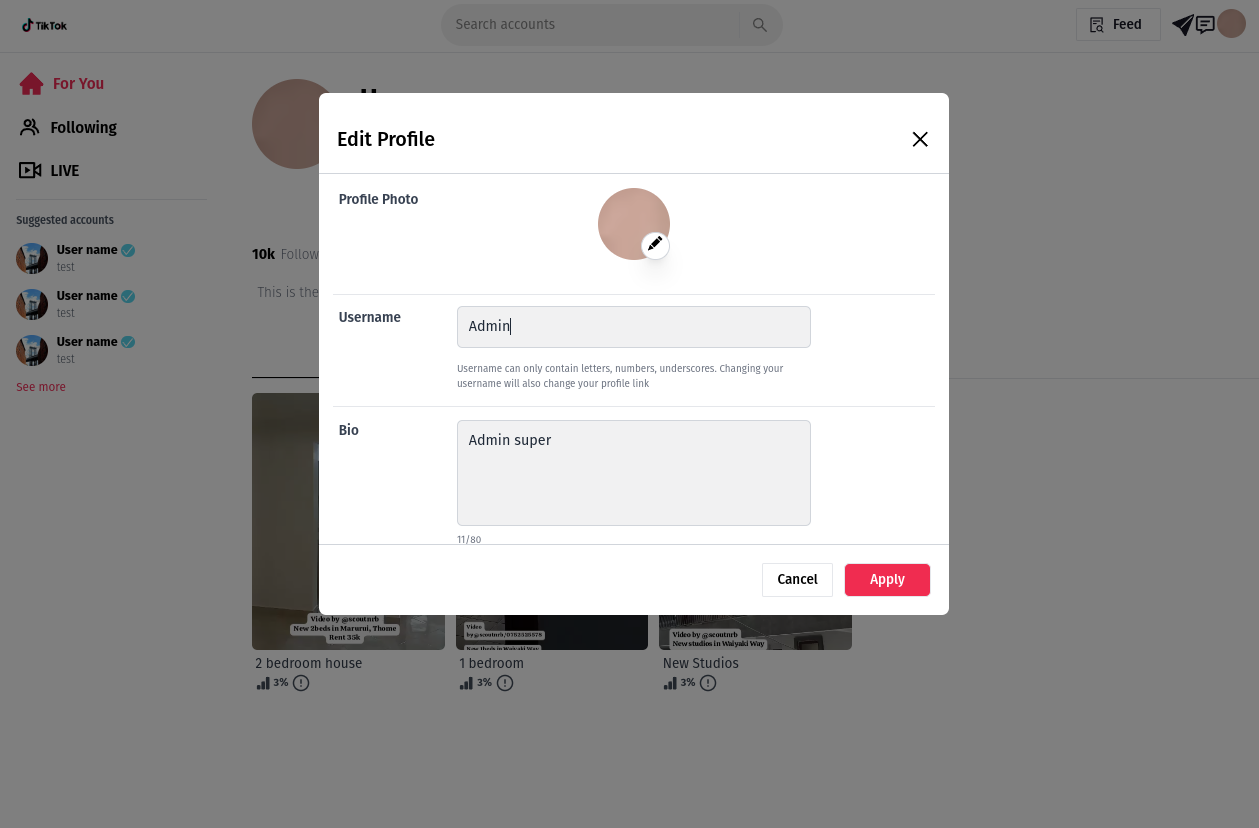 TikTok
Search accounts
Feed
For You
Following
LIVE
Suggested accounts
User name
test
User name
test
User name
test
See more
10k Follow
This is the
Edit Profile
Profile Photo
Username
Admin
Username can only contain letters, numbers, underscores. Changing your
username will also change your profile link
Bio
Admin super
11/80
Cancel
Apply
Video by @scoutnrb
New 2beds in Marurui, Thome
Rent 35k
2 bedroom house
3%
Video
by@scoutnrb/0752528578
New 1beds in Waiyaki Way
1 bedroom
3%
Video by @scoutnrb
New studios in Waiyaki Way
New Studios
3%